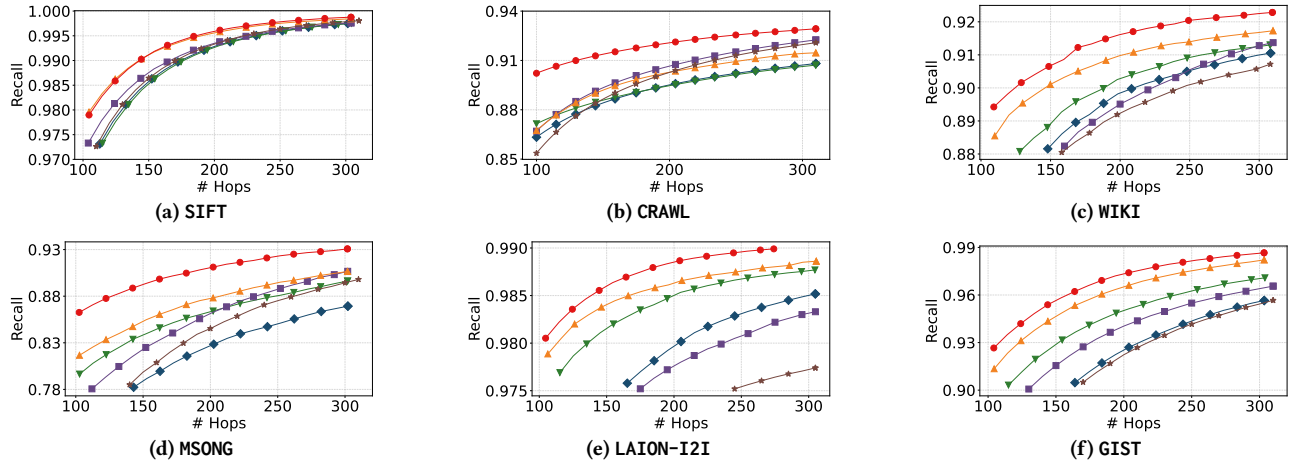 1.000
0.995
0.990
0.985
0.980
0.975
0.970
Recall
100 150 200 250 300
# Hops
(a) SIFT
0.94
0.91
0.88
0.85
Recall
100 200 300
# Hops
(b) CRAWL
0.92
0.91
0.90
0.89
0.88
Recall
100 150 200 250 300
# Hops
(c) WIKI
0.93
0.88
0.83
0.78
Recall
100 150 200 250 300
# Hops
(d) MSONG
0.990
0.985
0.980
0.975
Recall
100 150 200 250 300
# Hops
(e) LAION-I2I
0.99
0.96
0.93
0.90
Recall
100 150 200 250 300
# Hops
(f) GIST